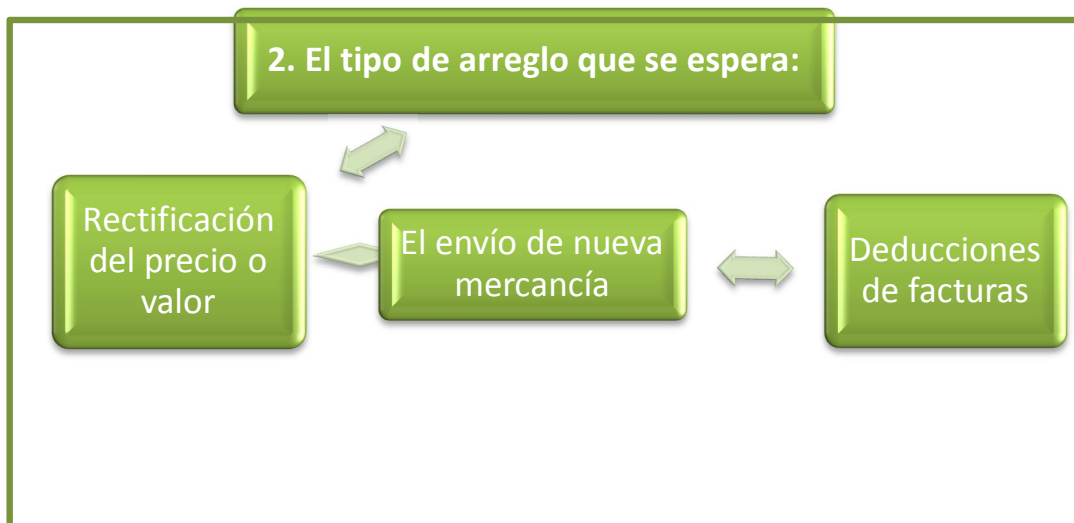 2. El tipo de arreglo que se espera:
Rectificación
del precio o
valor
El envío de nueva
mercancía
Deducciones
de facturas